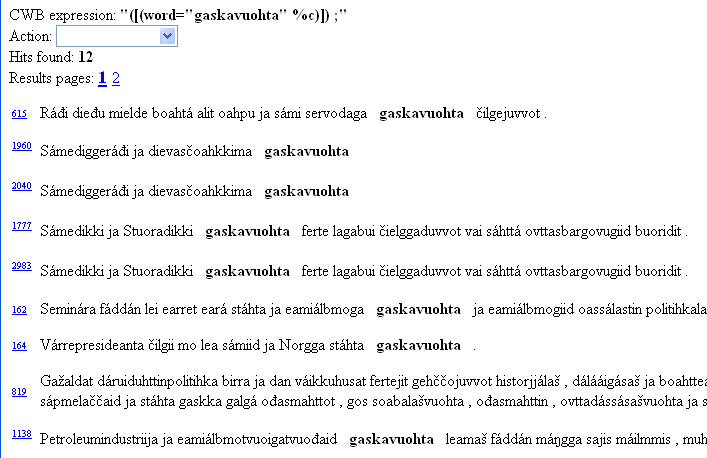 CWB expression: "([(word="gaskavuohta" %c)]) ;"
Action:
Hits found: 12
Results pages: 1 2
615 Ráđi dieđu mielde boahtá alit oahpu ja sámi servodaga gaskavuohta čilgejuvvot .
1960 Sámediggeráđi ja dievasčoahkkima gaskavuohta
2040 Sámediggeráđi ja dievasčoahkkima gaskavuohta
1777 Sámedikki ja Stuoradikki gaskavuohta ferte lagabui čielggaduvvot vai sáhttá ovttasbargovugiid buoridit .
2983 Sámedikki ja Stuoradikki gaskavuohta ferte lagabui čielggaduvvot vai sáhttá ovttasbargovugiid buoridit .
162 Seminára fáddán lei earret eará stáhta ja eamiálbmoga gaskavuohta ja eamiálbmogiid oassálastin politihkala
164 Várrepresideanta čilgii mo lea sámiid ja Norgga stáhta gaskavuohta .
819 Gažaldat dáruiduhttinpolitihka birra ja dan váikkuhusat fertejit gehččojuvvot historjjálaš , dálááigásaš ja boahttea
sápmelaččaid ja stáhta gaskka galgá ođasmahttot , gos soabalašvuohta , ođasmahttin , ovttadássásašvuohta ja s
1138 Petroleumindustriija ja eamiálbmotvuoigatvuođaid gaskavuohta leamaš fáddán máŋgga sajis máilmmis , muh